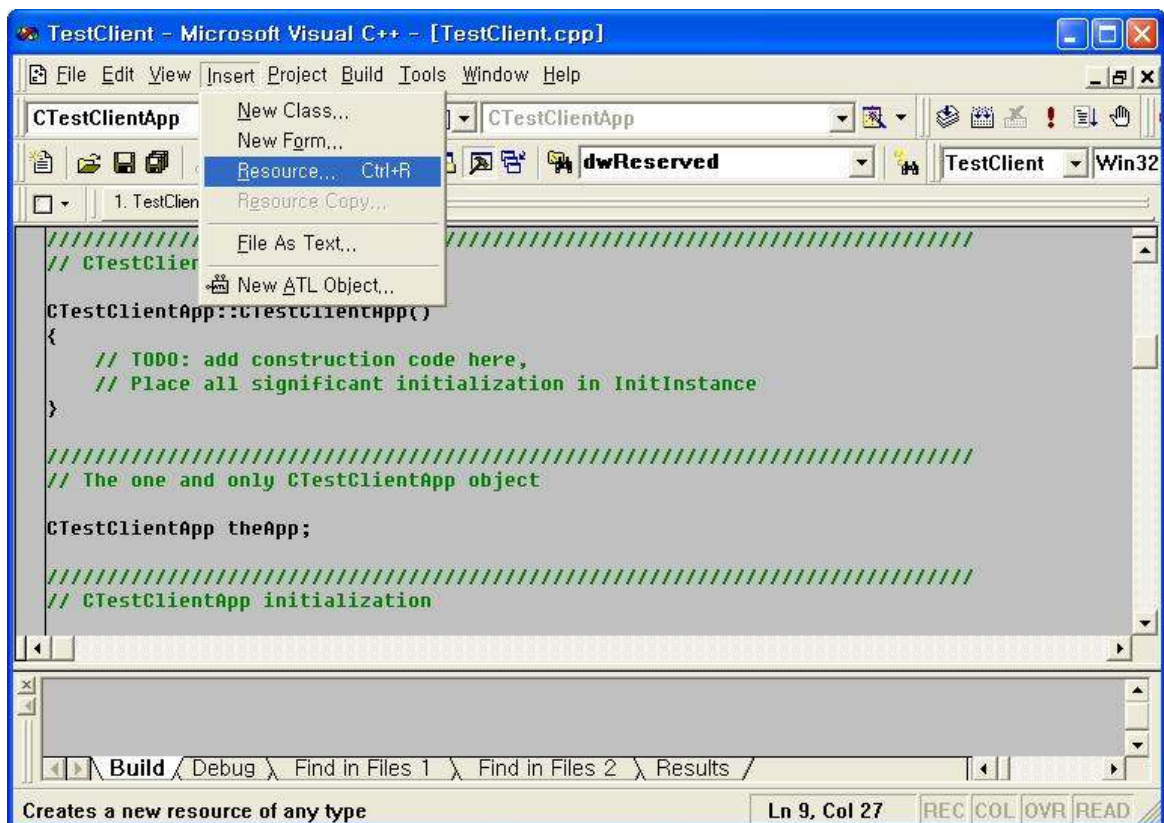 TestClient - Microsoft Visual C++ - [TestClient.cpp]
File Edit View Insert Project Build Tools Window Help
CTestClientApp
CTestClientApp
New Class...
New Form...
Resource... Ctrl+R
Resource Copy...
File As Text...
New ATL Object...
dwReserved
TestClient
Win32
1. TestClien
//////////////////////////////////////////////////////////////////////
// CTestClien
CTestClientApp::CTestClientApp()
{
// TODO: add construction code here,
// Place all significant initialization in InitInstance
}
////////////////////////////////////////////////////////////////////////////
// The one and only CTestClientApp object
CTestClientApp theApp;
////////////////////////////////////////////////////////////////////////////
// CTestClientApp initialization
Build Debug Find in Files 1 Find in Files 2 Results
Creates a new resource of any type
Ln 9, Col 27
REC COL OVR READ